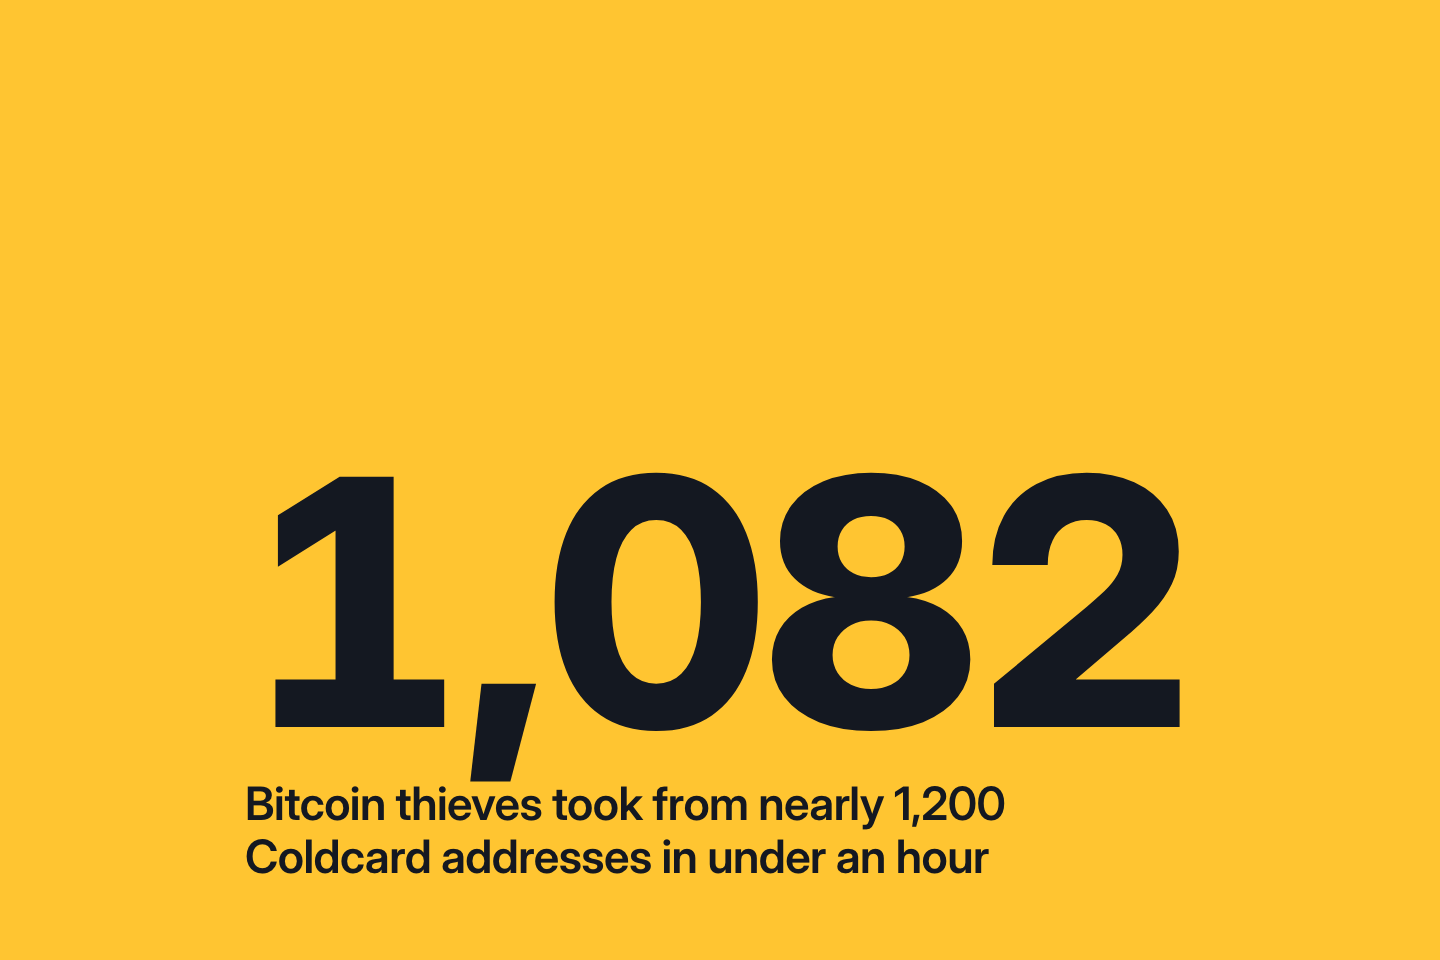 1,082
Bitcoin thieves took from nearly 1,200
Coldcard addresses in under an hour